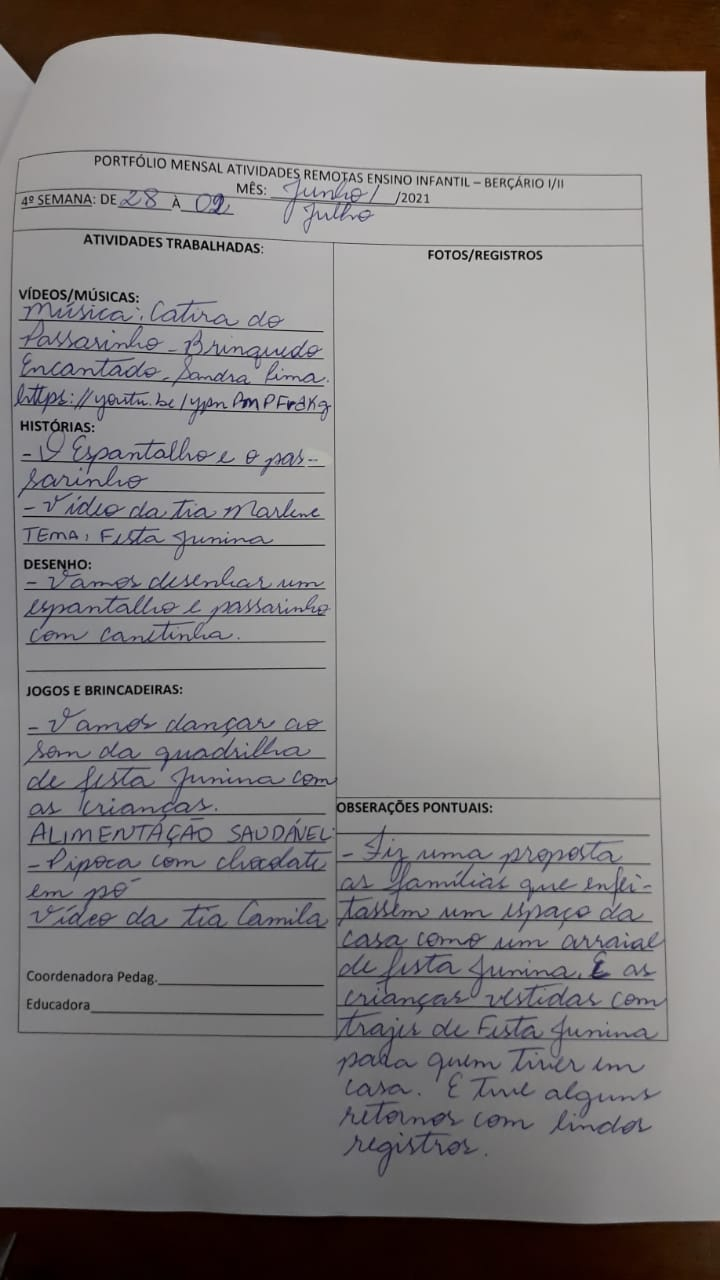 PORTFÓLIO MENSAL ATIVIDADES REMOTAS ENSINO INFANTIL – BERÇÁRIO I/II
MÊS: Junho/ /2021
Julho
4º SEMANA: DE 28 À 02
ATIVIDADES TRABALHADAS:
VÍDEOS/MÚSICAS:
Música: Catira do
Passarinho - Brinquedo
Encantado - Sandra Lima.
https://youtu.be/ypnPmPFrdKg
HISTÓRIAS:
- O Espantalho e o pas-
sarinho
- Vídeo da tia Marlene
TEMA: Festa Junina
DESENHO:
- Vamos desenhar um
espantalho e passarinho
com canetinha.
JOGOS E BRINCADEIRAS:
- Vamos dançar ao
som da quadrilha
de festa Junina com
as crianças.
ALIMENTAÇÃO SAUDÁVEL:
- Pipoca com chocolate
em pó
Vídeo da tia Camila
Coordenadora Pedag.
Educadora
FOTOS/REGISTROS
OBSERAÇÕES PONTUAIS:
- Fiz uma proposta
as famílias que enfei-
tassem um espaço da
casa como um arraial
de festa Junina. E as
crianças vestidas com
trajes de Festa Junina
para quem tiver em
casa. E tive alguns
retornos com lindos
registros.